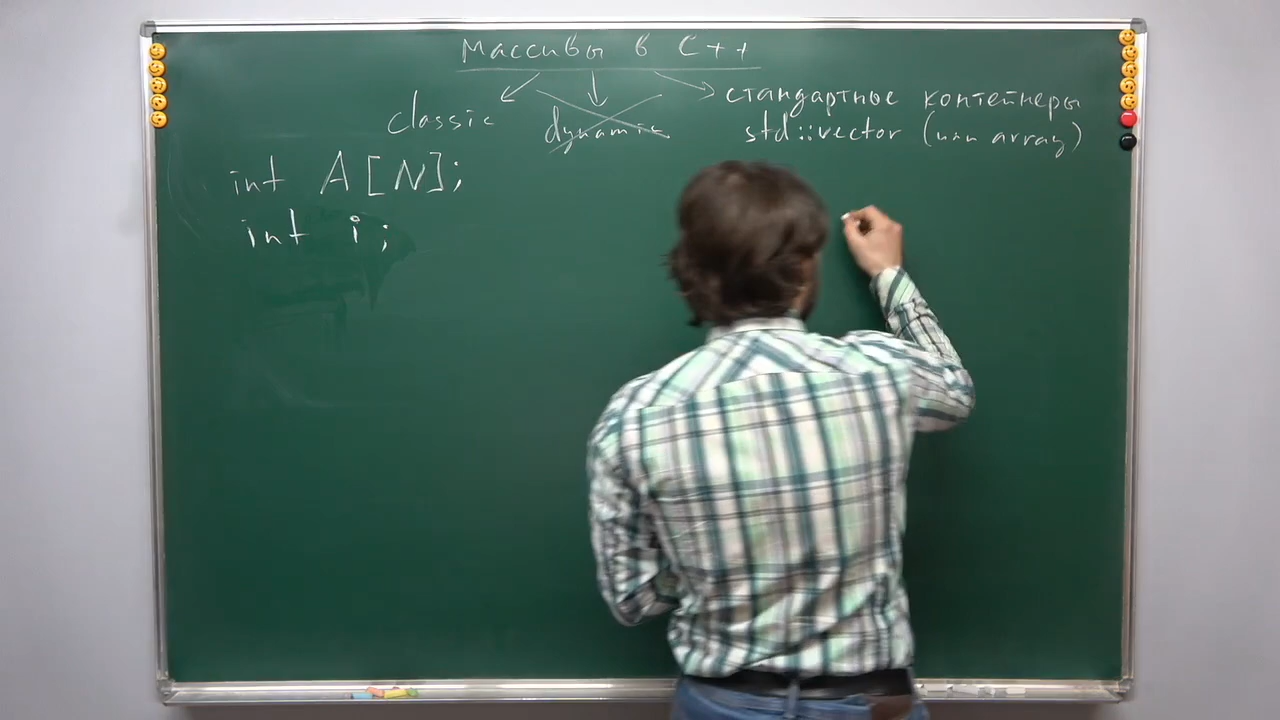 Массивы в C++
classic
dynamic
стандартные контейнеры
std::vector (или array)
int A[N];
int i;